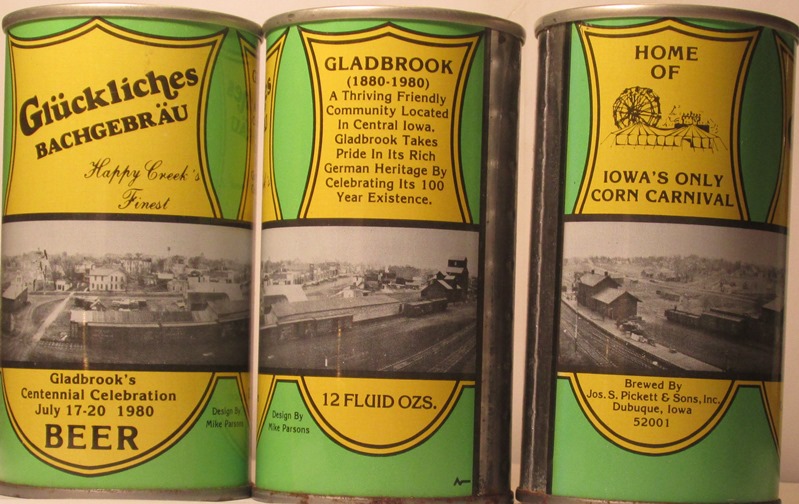 Glückliches
BACHGEBRÄU
Happy Creek's
Finest
Gladbrook's
Centennial Celebration
July 17-20 1980
BEER
Design By
Mike Parsons
GLADBROOK
(1880-1980)
A Thriving Friendly
Community Located
In Central Iowa.
Gladbrook Takes
Pride In Its Rich
German Heritage By
Celebrating Its 100
Year Existence.
12 FLUID OZS.
Design By
Mike Parsons
HOME
OF
IOWA'S ONLY
CORN CARNIVAL
Brewed By
Jos. S. Pickett & Sons, Inc.
Dubuque, Iowa
52001